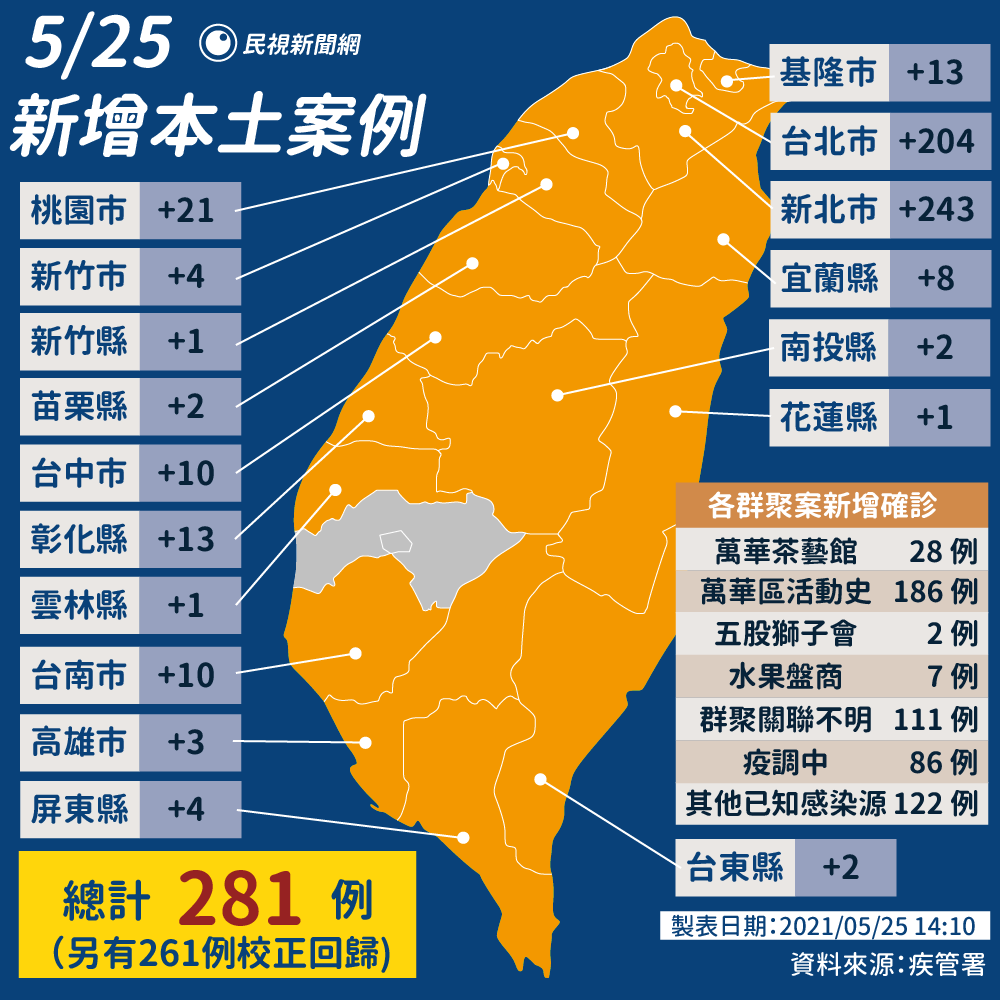 5/25
民視新聞網
新增本土案例
桃園市 +21
新竹市 +4
新竹縣 +1
苗栗縣 +2
台中市 +10
彰化縣 +13
雲林縣 +1
台南市 +10
高雄市 +3
屏東縣 +4
基隆市 +13
台北市 +204
新北市 +243
宜蘭縣 +8
南投縣 +2
花蓮縣 +1
各群聚案新增確診
萬華茶藝館 28 例
萬華區活動史 186 例
五股獅子會 2 例
水果盤商 7 例
群聚關聯不明 111 例
疫調中 86 例
其他已知感染源 122 例
台東縣 +2
總計 281 例
（另有261例校正回歸)
製表日期：2021/05/25 14:10
資料來源：疾管署